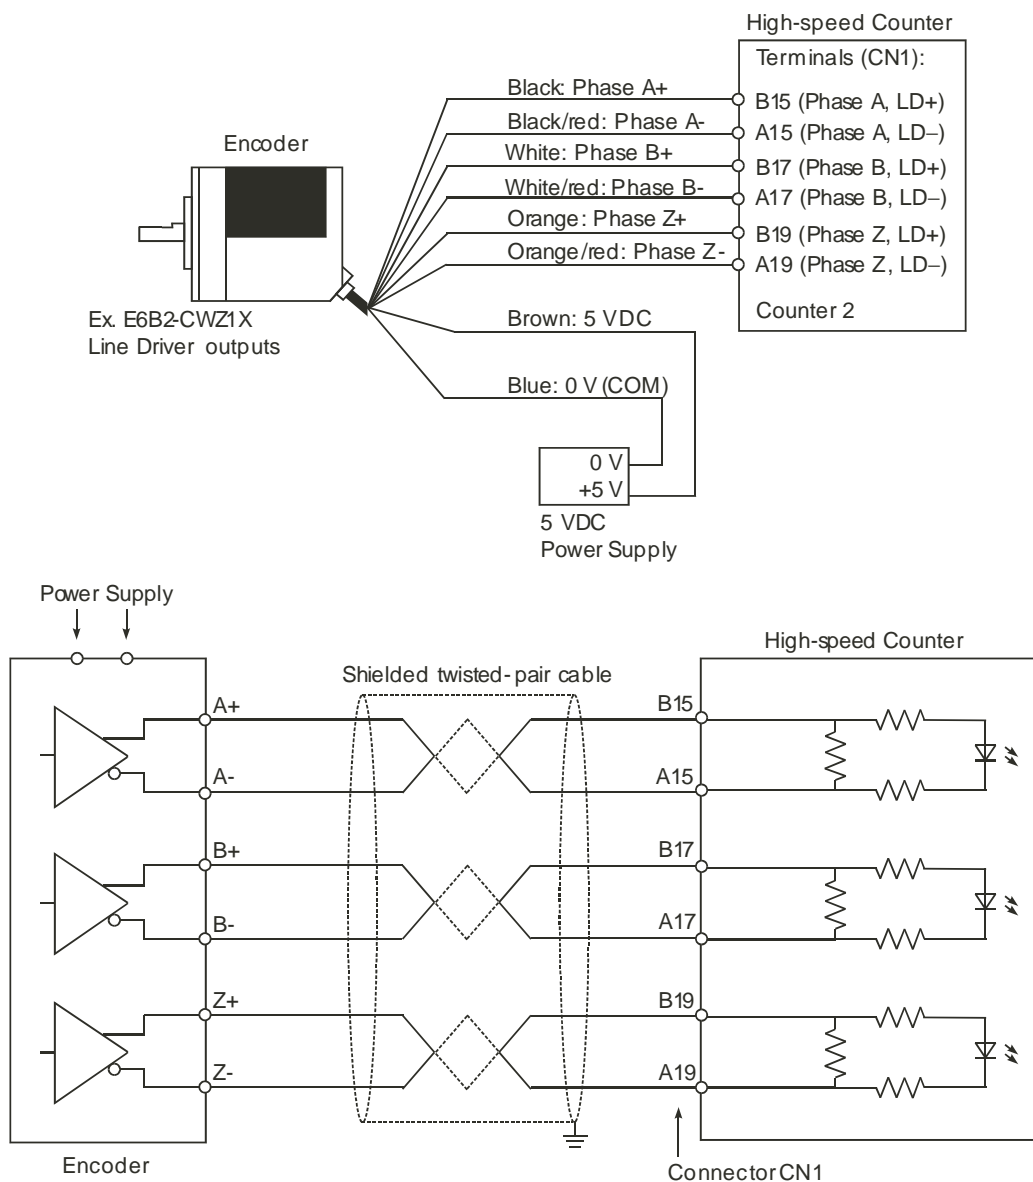 High-speed Counter
Terminals (CN1):
Black: Phase A+
B15 (Phase A, LD+)
Black/red: Phase A-
A15 (Phase A, LD−)
Encoder
White: Phase B+
B17 (Phase B, LD+)
White/red: Phase B-
A17 (Phase B, LD−)
Orange: Phase Z+
B19 (Phase Z, LD+)
Orange/red: Phase Z-
A19 (Phase Z, LD−)
Ex. E6B2-CWZ1X
Line Driver outputs
Brown: 5 VDC
Counter 2
Blue: 0 V (COM)
0 V
+5 V
5 VDC
Power Supply
Power Supply
High-speed Counter
Shielded twisted-pair cable
A+
B15
A-
A15
B+
B17
B-
A17
Z+
B19
Z-
A19
Encoder
Connector CN1